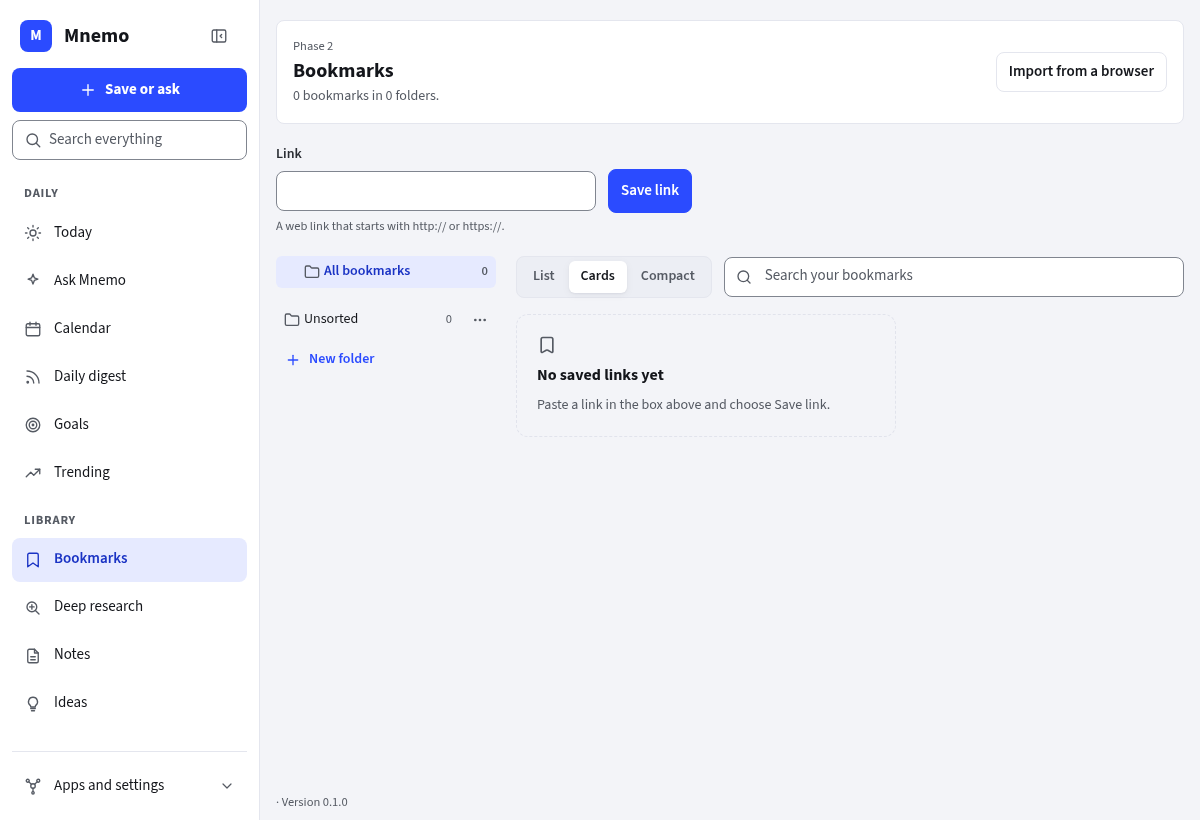 M Mnemo
Save or ask
Search everything
DAILY
Today
Ask Mnemo
Calendar
Daily digest
Goals
Trending
LIBRARY
Bookmarks
Deep research
Notes
Ideas
Apps and settings
Phase 2
Bookmarks
0 bookmarks in 0 folders.
Import from a browser
Link
Save link
A web link that starts with http:// or https://.
All bookmarks 0
Unsorted 0
New folder
List Cards Compact
Search your bookmarks
No saved links yet
Paste a link in the box above and choose Save link.
· Version 0.1.0